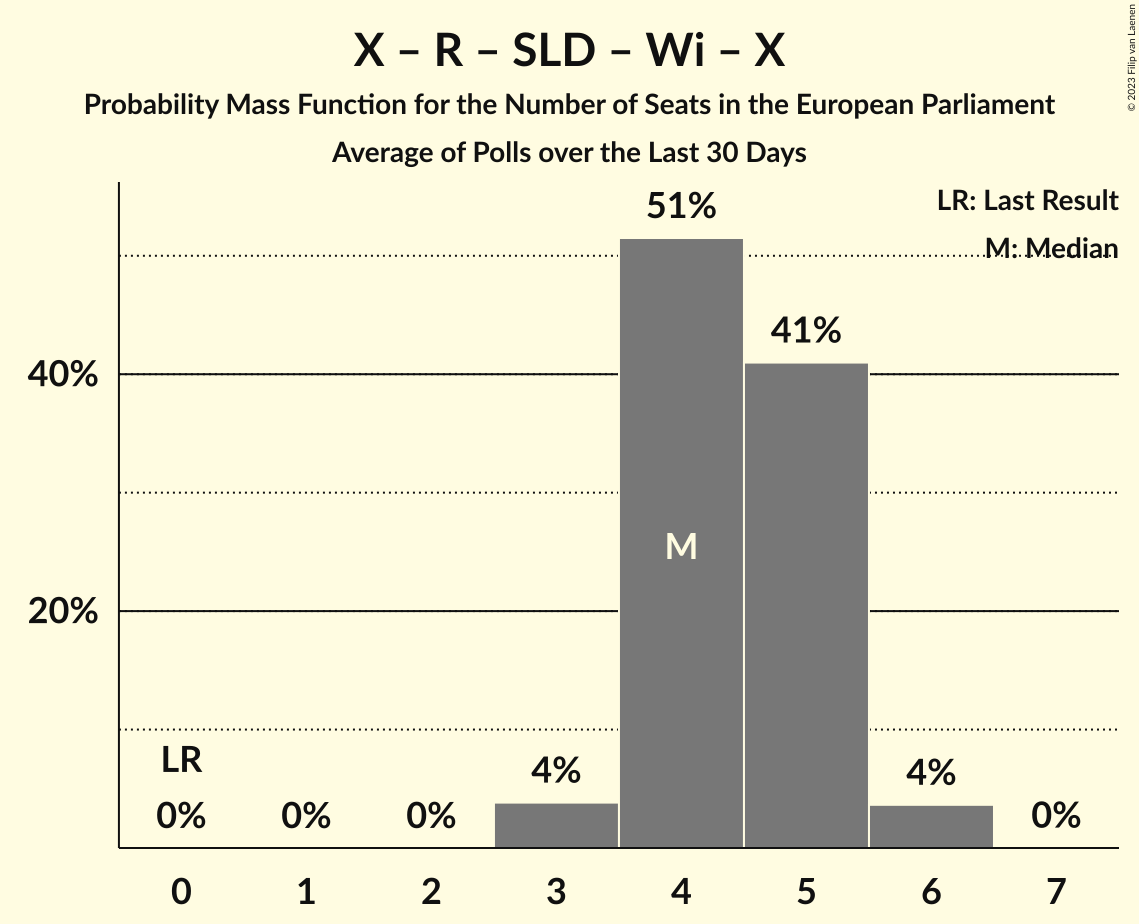 X – R – SLD – Wi – X
Probability Mass Function for the Number of Seats in the European Parliament
Average of Polls over the Last 30 Days
© 2023 Filip van Laenen
LR: Last Result
M: Median
51%
41%
40%
M
20%
LR
4%
4%
0%
0%
0%
0%
0
1
2
3
4
5
6
7